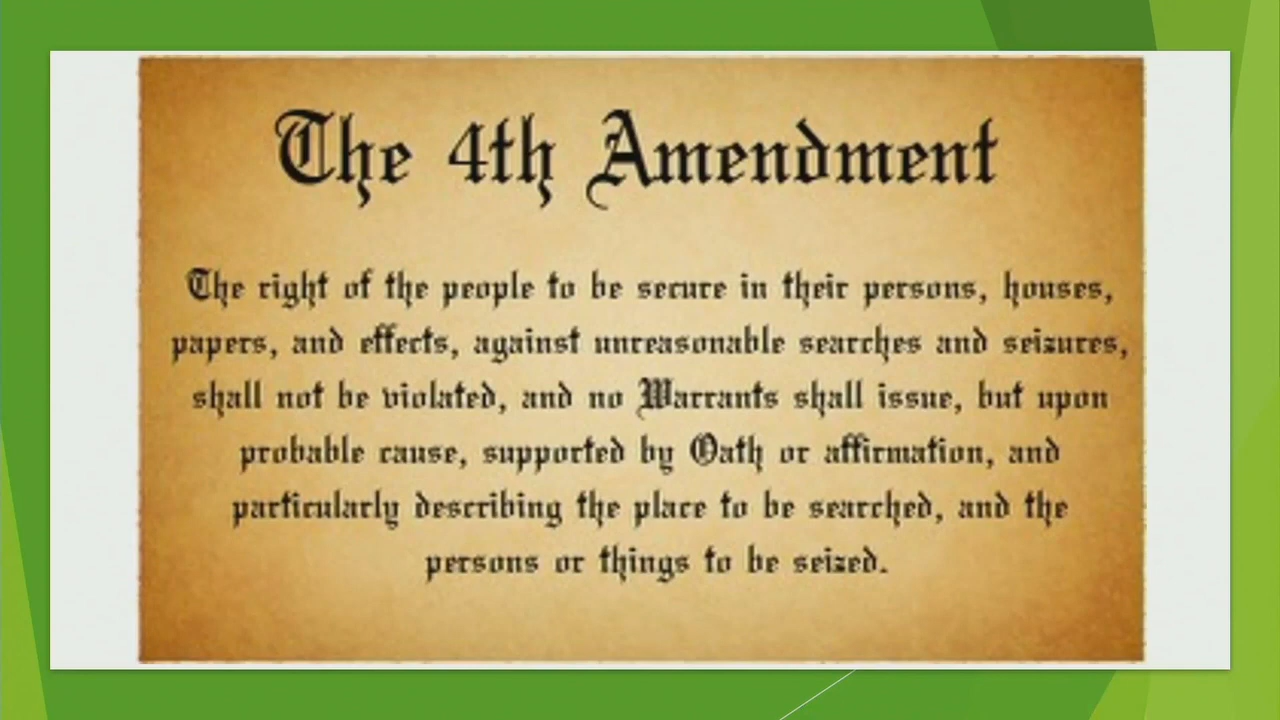 The 4th Amendment
The right of the people to be secure in their persons, houses,
papers, and effects, against unreasonable searches and seizures,
shall not be violated, and no Warrants shall issue, but upon
probable cause, supported by Oath or affirmation, and
particularly describing the place to be searched, and the
persons or things to be seized.